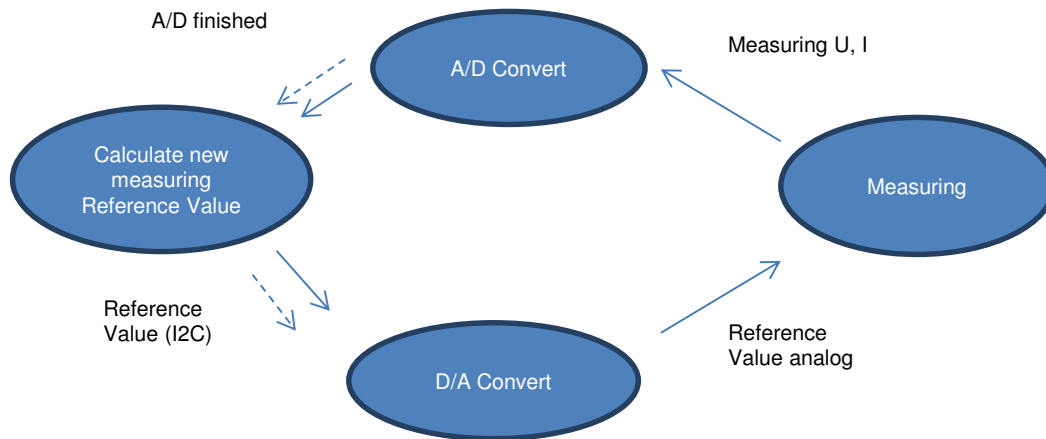 A/D finished
A/D Convert
Measuring U, I
Calculate new
measuring
Reference Value
Measuring
Reference
Value (I2C)
D/A Convert
Reference
Value analog